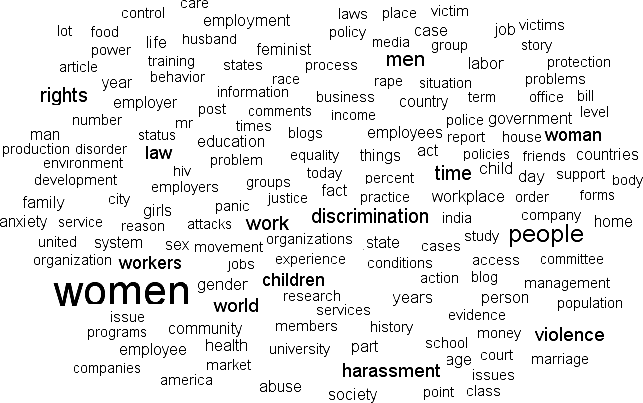 care
control laws place victim
employment
lot food policy case job victims
life husband
power feminist media group story
men
article training states process labor protection
behavior race rape situation problems
year information
rights business term office bill
employer post country
comments income level
number mr police government
man status times blogs employees report house woman
education
production disorder law equality things act policies friends countries
environment problem
hiv today time child
development employers groups percent day support body
family city fact practice workplace order forms
girls panic justice
anxiety service reason attacks work discrimination india company home
united system sex movement organizations state cases study people
organization workers jobs experience conditions access committee
women gender children action blog management
world research years person population
issue services evidence
programs community members history money violence
employee health university part school court
age marriage
companies market harassment
america abuse issues
society point class